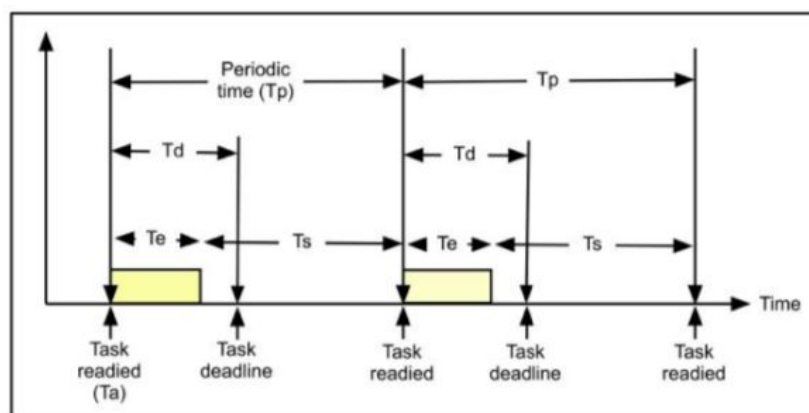 Periodic
time (Tp)
Tp
Td
Td
Te
Ts
Te
Ts
Time
Task
readied
(Ta)
Task
deadline
Task
readied
Task
deadline
Task
readied